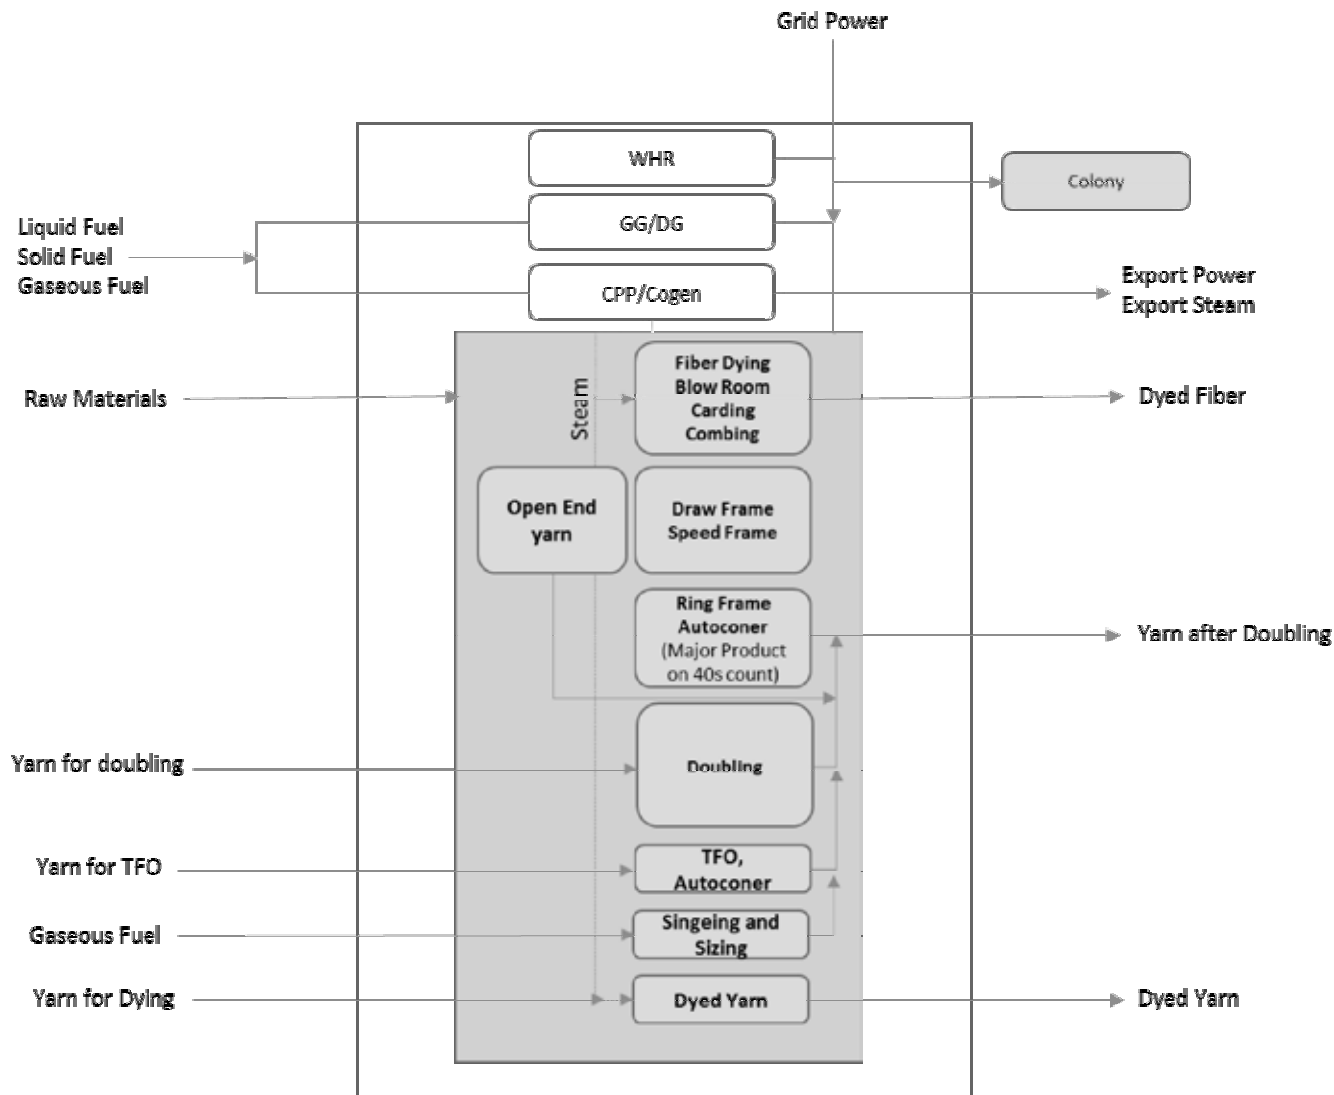 Grid Power
WHR
Colony
GG/DG
Liquid Fuel
Solid Fuel
Gaseous Fuel
CPP/Cogen
Export Power
Export Steam
Raw Materials
Steam
Fiber Dying
Blow Room
Carding
Combing
Dyed Fiber
Open End
yarn
Draw Frame
Speed Frame
Ring Frame
Autoconer
(Major Product
on 40s count)
Yarn after Doubling
Yarn for doubling
Doubling
Yarn for TFO
TFO,
Autoconer
Gaseous Fuel
Singeing and
Sizing
Yarn for Dying
Dyed Yarn
Dyed Yarn